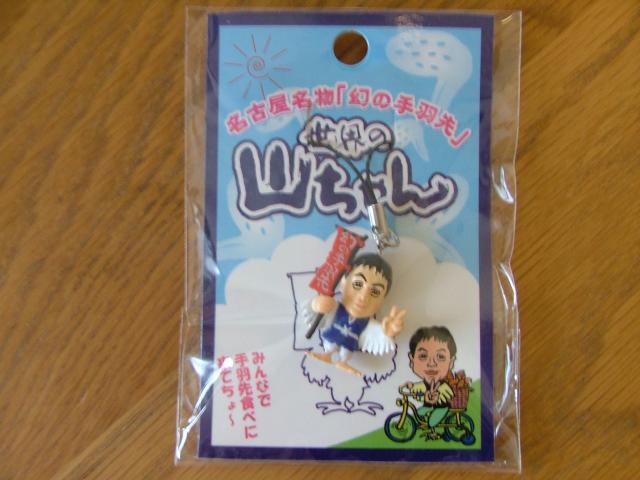 名古屋名物「幻の手羽先」
世界の
山ちゃん
みんなで
手羽先食べに
来てちょ～